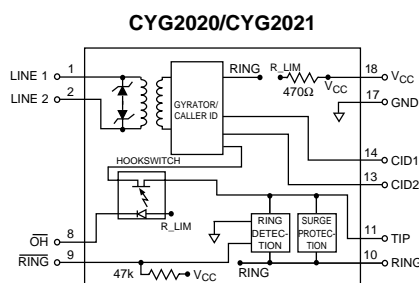 CYG2020/CYG2021
LINE 1
1
LINE 2
2
GYRATOR/
CALLER ID
RING
R_LIM
470Ω
VCC
18
VCC
17
GND
14
CID1
13
CID2
HOOKSWITCH
R_LIM
OH
8
RING
9
47k
VCC
RING
DETEC-
TION
SURGE
PROTEC-
TION
RING
11
TIP
10
RING